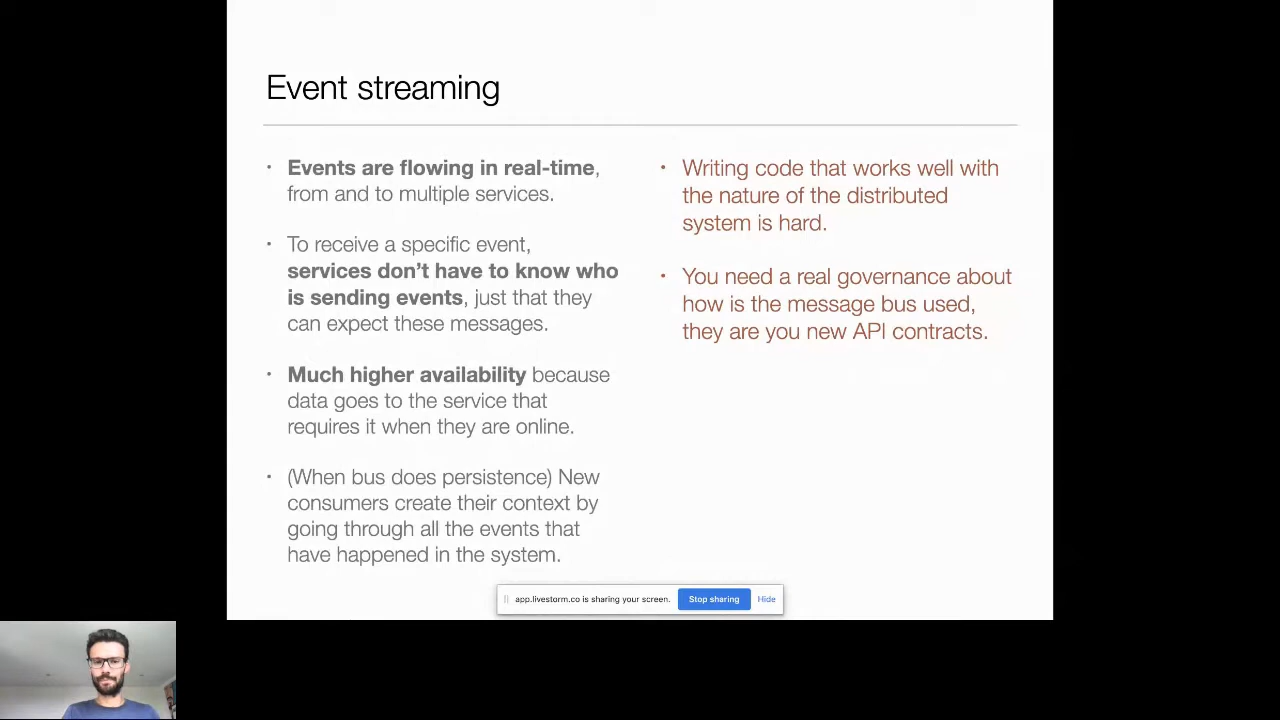 Event streaming
• Events are flowing in real-time,
from and to multiple services.
• To receive a specific event,
services don't have to know who
is sending events, just that they
can expect these messages.
• Much higher availability because
data goes to the service that
requires it when they are online.
• (When bus does persistence) New
consumers create their context by
going through all the events that
have happened in the system.
• Writing code that works well with
the nature of the distributed
system is hard.
• You need a real governance about
how is the message bus used,
they are you new API contracts.
app.livestorm.co is sharing your screen. Stop sharing Hide